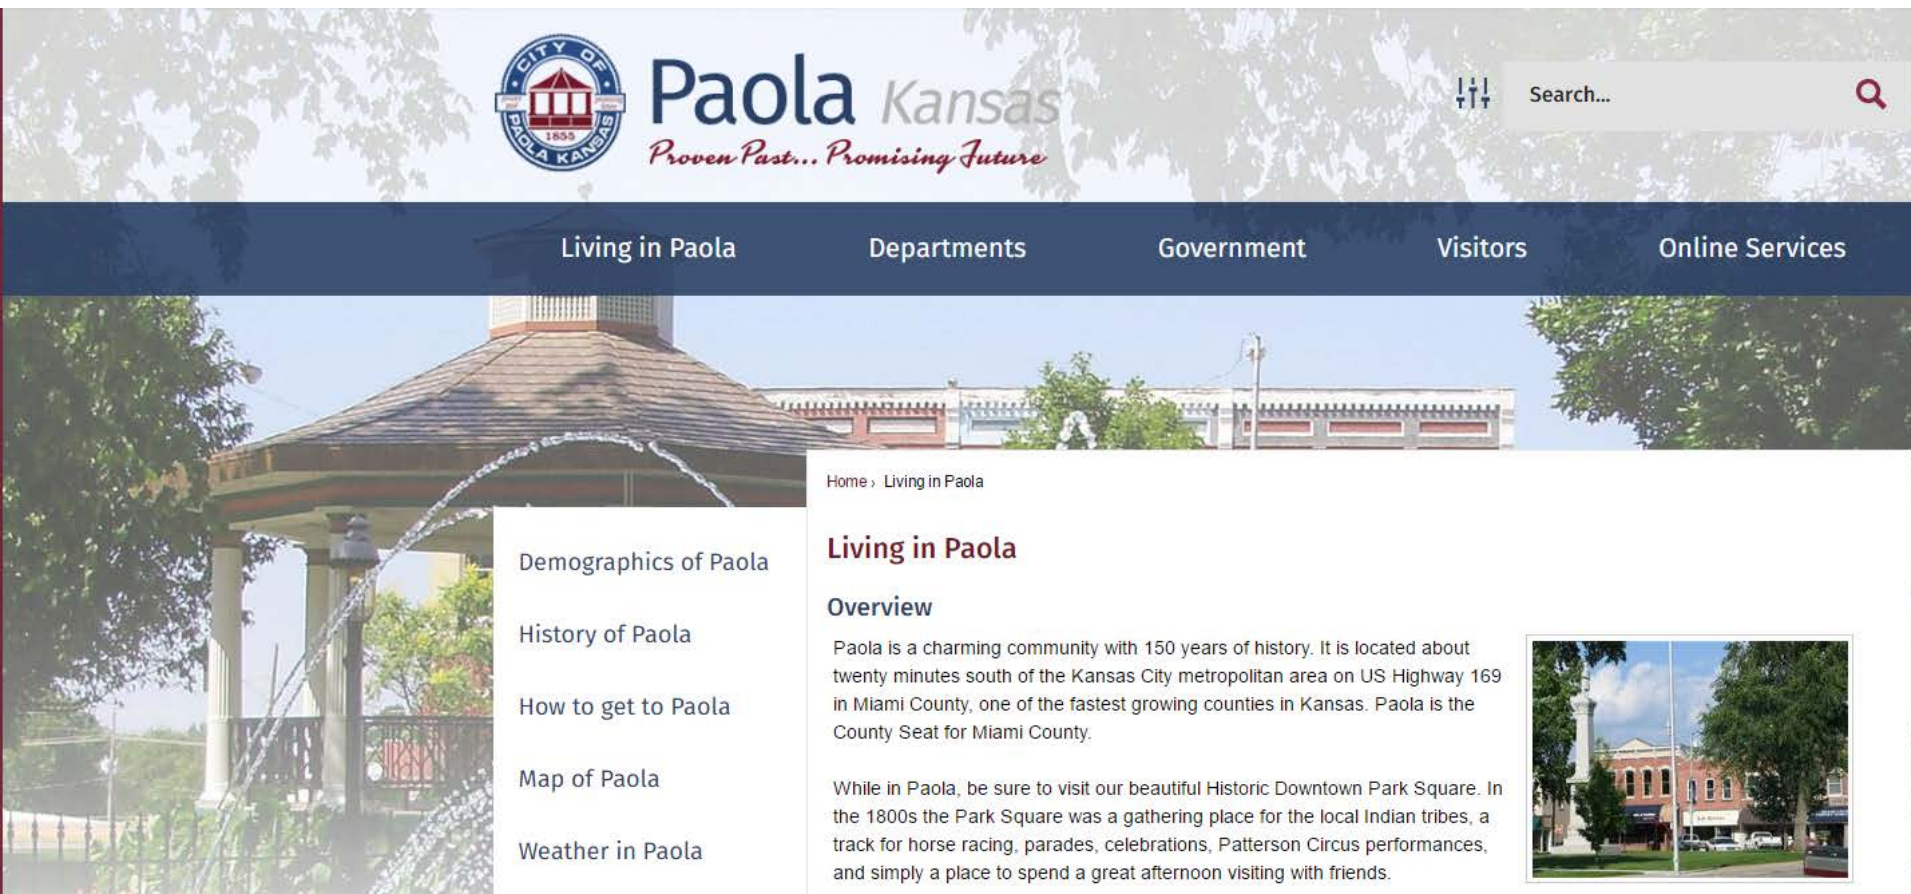 CITY OF
1855
PAOLA KANSAS
Paola Kansas
Proven Past... Promising Future
Search...
Living in Paola
Departments
Government
Visitors
Online Services
Home › Living in Paola
Living in Paola
Overview
Demographics of Paola
History of Paola
How to get to Paola
Map of Paola
Weather in Paola
Paola is a charming community with 150 years of history. It is located about
twenty minutes south of the Kansas City metropolitan area on US Highway 169
in Miami County, one of the fastest growing counties in Kansas. Paola is the
County Seat for Miami County.
While in Paola, be sure to visit our beautiful Historic Downtown Park Square. In
the 1800s the Park Square was a gathering place for the local Indian tribes, a
track for horse racing, parades, celebrations, Patterson Circus performances,
and simply a place to spend a great afternoon visiting with friends.